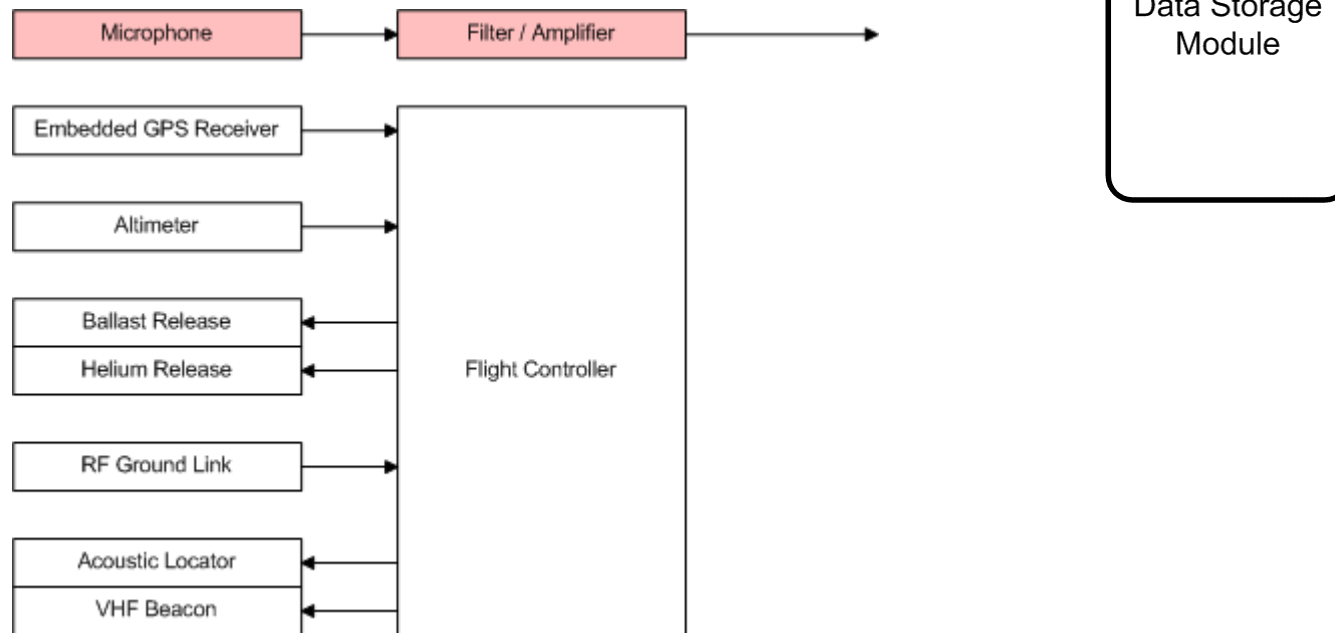 Microphone
Filter / Amplifier
Data Storage
Module
Embedded GPS Receiver
Altimeter
Ballast Release
Helium Release
Flight Controller
RF Ground Link
Acoustic Locator
VHF Beacon